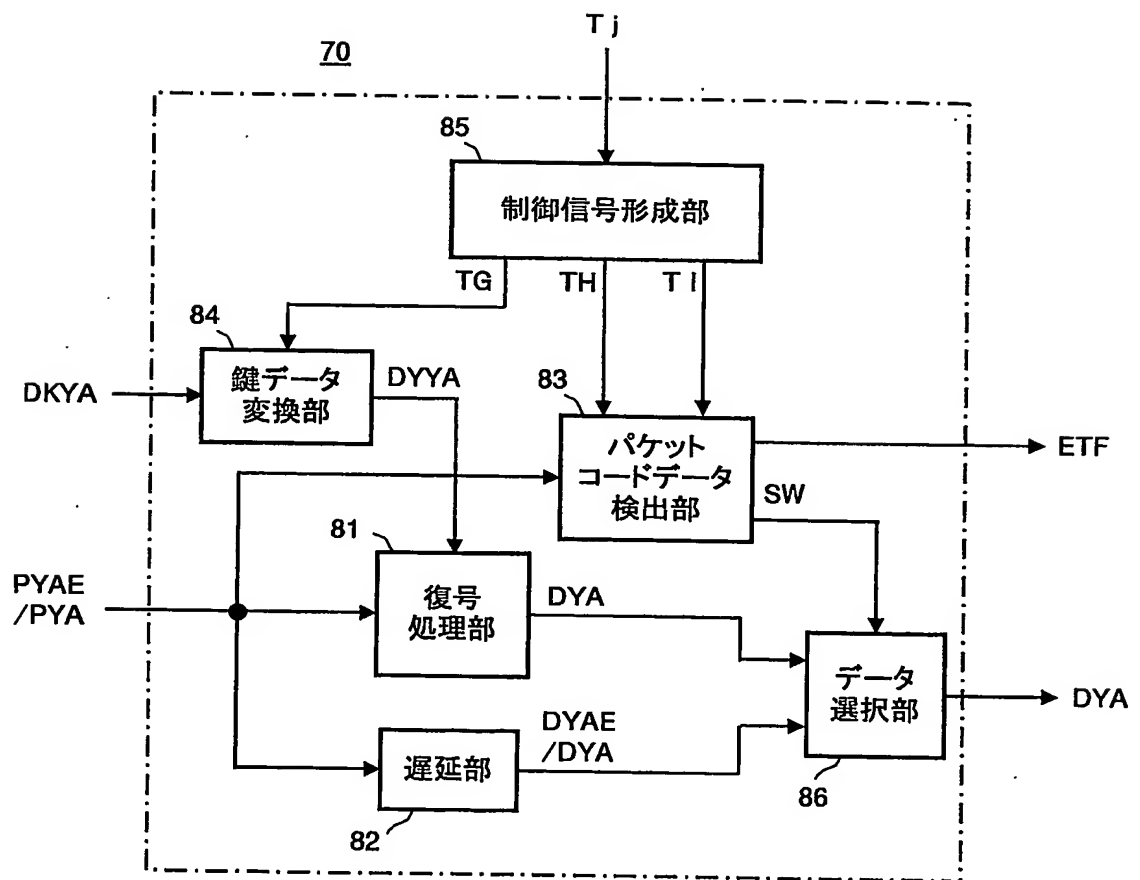 T j
70
85
制御信号形成部
TG
TH
T I
84
DKYA
鍵データ
変換部
DYYA
83
パケット
コードデータ
検出部
ETF
SW
81
PYAE
/PYA
復号
処理部
DYA
データ
選択部
DYA
DYAE
/DYA
遅延部
86
82